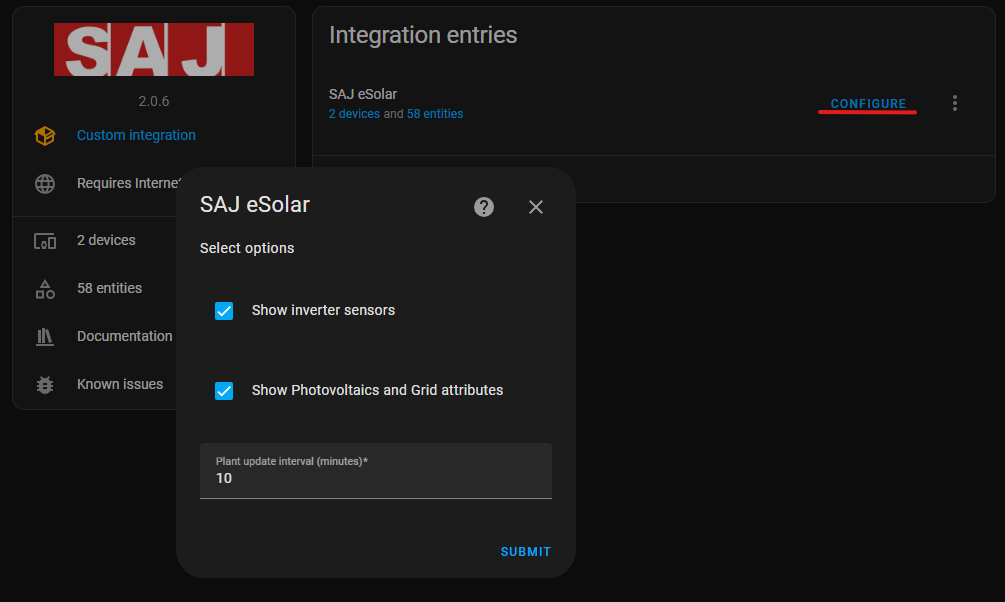 SAJ
2.0.6
Custom integration
Requires Internet
2 devices
58 entities
Documentation
Known issues
Integration entries
SAJ eSolar
2 devices and 58 entities
CONFIGURE
SAJ eSolar
Select options
Show inverter sensors
Show Photovoltaics and Grid attributes
Plant update interval (minutes)*
10
SUBMIT